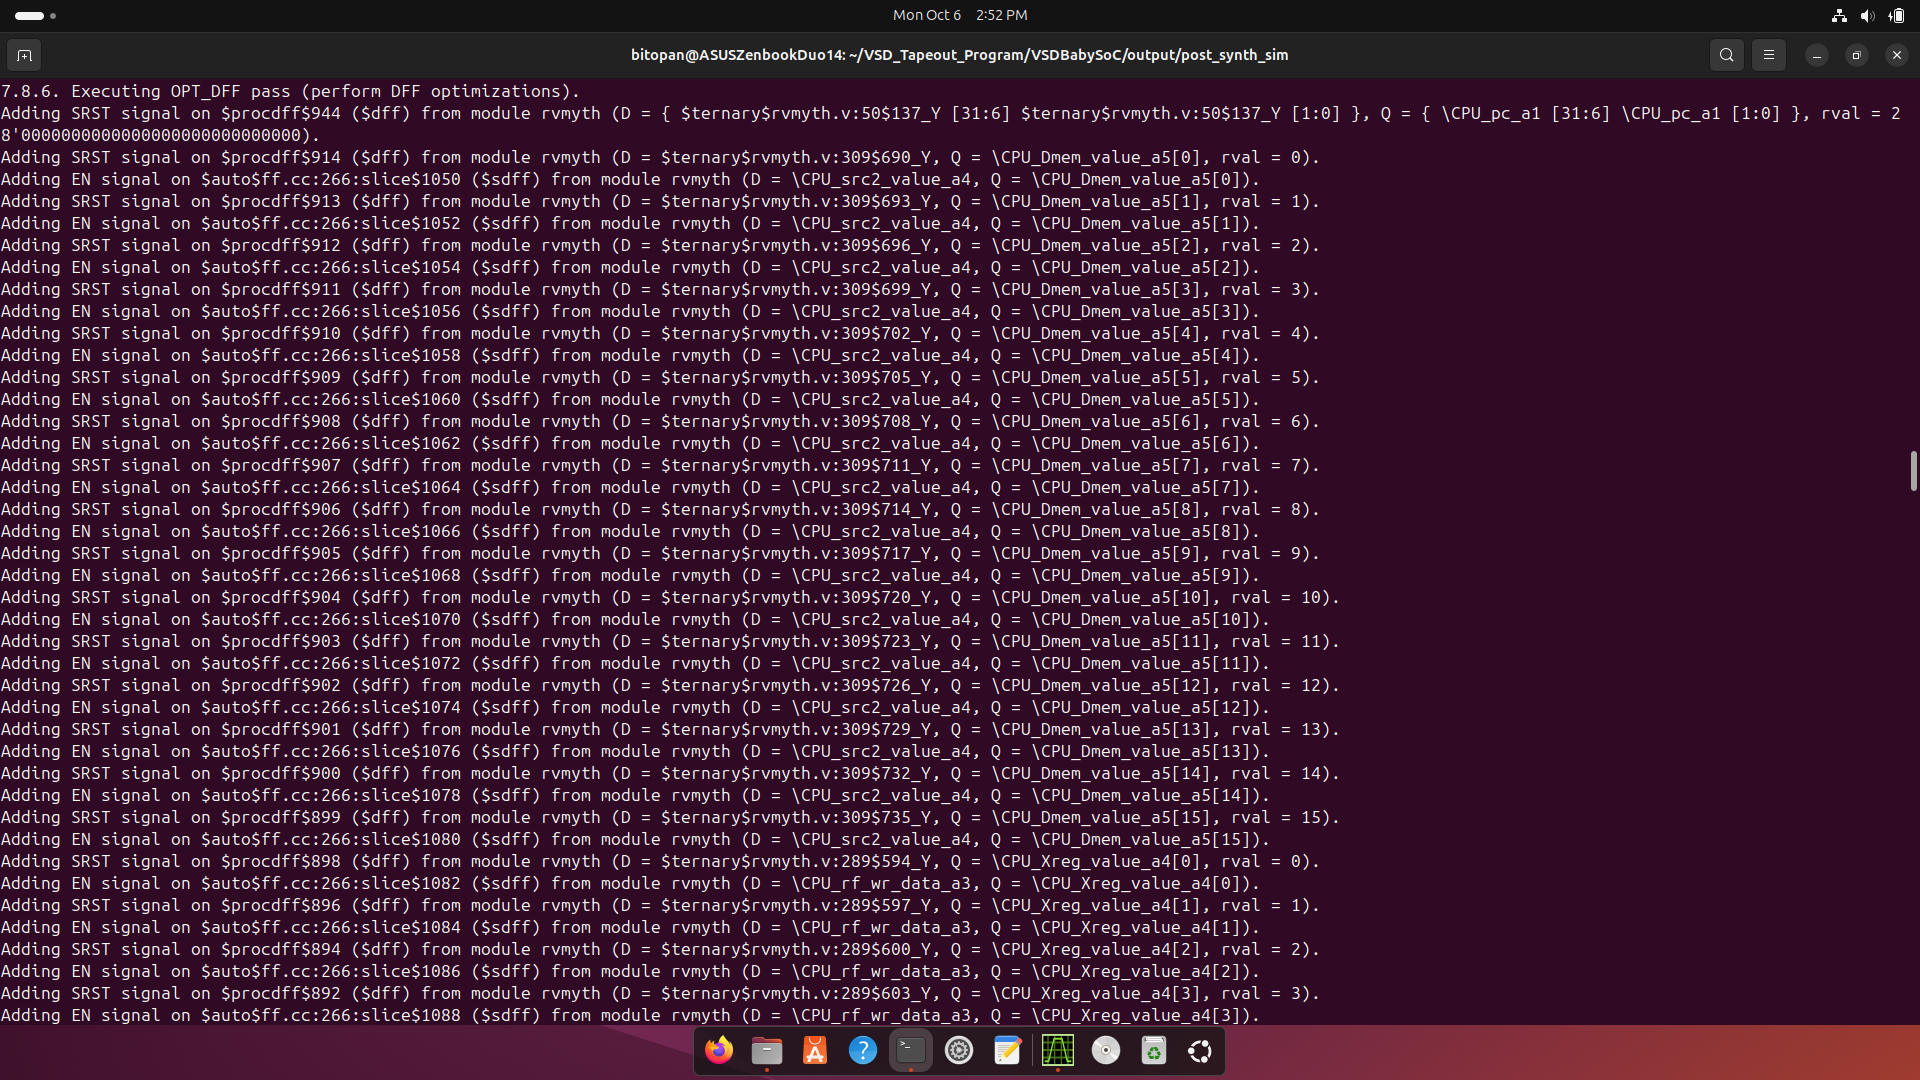 Mon Oct 6 2:52 PM
bitopan@ASUSZenbookDuo14: ~/VSD_Tapeout_Program/VSDBabySoC/output/post_synth_sim
7.8.6. Executing OPT_DFF pass (perform DFF optimizations).
Adding SRST signal on $procdff$944 ($dff) from module rvmyth (D = { $ternary$rvmyth.v:50$137_Y [31:6] $ternary$rvmyth.v:50$137_Y [1:0] }, Q = { \CPU_pc_a1 [31:6] \CPU_pc_a1 [1:0] }, rval = 2
8'0000000000000000000000000000).
Adding SRST signal on $procdff$914 ($dff) from module rvmyth (D = $ternary$rvmyth.v:309$690_Y, Q = \CPU_Dmem_value_a5[0], rval = 0).
Adding EN signal on $auto$ff.cc:266:slice$1050 ($sdff) from module rvmyth (D = \CPU_src2_value_a4, Q = \CPU_Dmem_value_a5[0]).
Adding SRST signal on $procdff$913 ($dff) from module rvmyth (D = $ternary$rvmyth.v:309$693_Y, Q = \CPU_Dmem_value_a5[1], rval = 1).
Adding EN signal on $auto$ff.cc:266:slice$1052 ($sdff) from module rvmyth (D = \CPU_src2_value_a4, Q = \CPU_Dmem_value_a5[1]).
Adding SRST signal on $procdff$912 ($dff) from module rvmyth (D = $ternary$rvmyth.v:309$696_Y, Q = \CPU_Dmem_value_a5[2], rval = 2).
Adding EN signal on $auto$ff.cc:266:slice$1054 ($sdff) from module rvmyth (D = \CPU_src2_value_a4, Q = \CPU_Dmem_value_a5[2]).
Adding SRST signal on $procdff$911 ($dff) from module rvmyth (D = $ternary$rvmyth.v:309$699_Y, Q = \CPU_Dmem_value_a5[3], rval = 3).
Adding EN signal on $auto$ff.cc:266:slice$1056 ($sdff) from module rvmyth (D = \CPU_src2_value_a4, Q = \CPU_Dmem_value_a5[3]).
Adding SRST signal on $procdff$910 ($dff) from module rvmyth (D = $ternary$rvmyth.v:309$702_Y, Q = \CPU_Dmem_value_a5[4], rval = 4).
Adding EN signal on $auto$ff.cc:266:slice$1058 ($sdff) from module rvmyth (D = \CPU_src2_value_a4, Q = \CPU_Dmem_value_a5[4]).
Adding SRST signal on $procdff$909 ($dff) from module rvmyth (D = $ternary$rvmyth.v:309$705_Y, Q = \CPU_Dmem_value_a5[5], rval = 5).
Adding EN signal on $auto$ff.cc:266:slice$1060 ($sdff) from module rvmyth (D = \CPU_src2_value_a4, Q = \CPU_Dmem_value_a5[5]).
Adding SRST signal on $procdff$908 ($dff) from module rvmyth (D = $ternary$rvmyth.v:309$708_Y, Q = \CPU_Dmem_value_a5[6], rval = 6).
Adding EN signal on $auto$ff.cc:266:slice$1062 ($sdff) from module rvmyth (D = \CPU_src2_value_a4, Q = \CPU_Dmem_value_a5[6]).
Adding SRST signal on $procdff$907 ($dff) from module rvmyth (D = $ternary$rvmyth.v:309$711_Y, Q = \CPU_Dmem_value_a5[7], rval = 7).
Adding EN signal on $auto$ff.cc:266:slice$1064 ($sdff) from module rvmyth (D = \CPU_src2_value_a4, Q = \CPU_Dmem_value_a5[7]).
Adding SRST signal on $procdff$906 ($dff) from module rvmyth (D = $ternary$rvmyth.v:309$714_Y, Q = \CPU_Dmem_value_a5[8], rval = 8).
Adding EN signal on $auto$ff.cc:266:slice$1066 ($sdff) from module rvmyth (D = \CPU_src2_value_a4, Q = \CPU_Dmem_value_a5[8]).
Adding SRST signal on $procdff$905 ($dff) from module rvmyth (D = $ternary$rvmyth.v:309$717_Y, Q = \CPU_Dmem_value_a5[9], rval = 9).
Adding EN signal on $auto$ff.cc:266:slice$1068 ($sdff) from module rvmyth (D = \CPU_src2_value_a4, Q = \CPU_Dmem_value_a5[9]).
Adding SRST signal on $procdff$904 ($dff) from module rvmyth (D = $ternary$rvmyth.v:309$720_Y, Q = \CPU_Dmem_value_a5[10], rval = 10).
Adding EN signal on $auto$ff.cc:266:slice$1070 ($sdff) from module rvmyth (D = \CPU_src2_value_a4, Q = \CPU_Dmem_value_a5[10]).
Adding SRST signal on $procdff$903 ($dff) from module rvmyth (D = $ternary$rvmyth.v:309$723_Y, Q = \CPU_Dmem_value_a5[11], rval = 11).
Adding EN signal on $auto$ff.cc:266:slice$1072 ($sdff) from module rvmyth (D = \CPU_src2_value_a4, Q = \CPU_Dmem_value_a5[11]).
Adding SRST signal on $procdff$902 ($dff) from module rvmyth (D = $ternary$rvmyth.v:309$726_Y, Q = \CPU_Dmem_value_a5[12], rval = 12).
Adding EN signal on $auto$ff.cc:266:slice$1074 ($sdff) from module rvmyth (D = \CPU_src2_value_a4, Q = \CPU_Dmem_value_a5[12]).
Adding SRST signal on $procdff$901 ($dff) from module rvmyth (D = $ternary$rvmyth.v:309$729_Y, Q = \CPU_Dmem_value_a5[13], rval = 13).
Adding EN signal on $auto$ff.cc:266:slice$1076 ($sdff) from module rvmyth (D = \CPU_src2_value_a4, Q = \CPU_Dmem_value_a5[13]).
Adding SRST signal on $procdff$900 ($dff) from module rvmyth (D = $ternary$rvmyth.v:309$732_Y, Q = \CPU_Dmem_value_a5[14], rval = 14).
Adding EN signal on $auto$ff.cc:266:slice$1078 ($sdff) from module rvmyth (D = \CPU_src2_value_a4, Q = \CPU_Dmem_value_a5[14]).
Adding SRST signal on $procdff$899 ($dff) from module rvmyth (D = $ternary$rvmyth.v:309$735_Y, Q = \CPU_Dmem_value_a5[15], rval = 15).
Adding EN signal on $auto$ff.cc:266:slice$1080 ($sdff) from module rvmyth (D = \CPU_src2_value_a4, Q = \CPU_Dmem_value_a5[15]).
Adding SRST signal on $procdff$898 ($dff) from module rvmyth (D = $ternary$rvmyth.v:289$594_Y, Q = \CPU_Xreg_value_a4[0], rval = 0).
Adding EN signal on $auto$ff.cc:266:slice$1082 ($sdff) from module rvmyth (D = \CPU_rf_wr_data_a3, Q = \CPU_Xreg_value_a4[0]).
Adding SRST signal on $procdff$896 ($dff) from module rvmyth (D = $ternary$rvmyth.v:289$597_Y, Q = \CPU_Xreg_value_a4[1], rval = 1).
Adding EN signal on $auto$ff.cc:266:slice$1084 ($sdff) from module rvmyth (D = \CPU_rf_wr_data_a3, Q = \CPU_Xreg_value_a4[1]).
Adding SRST signal on $procdff$894 ($dff) from module rvmyth (D = $ternary$rvmyth.v:289$600_Y, Q = \CPU_Xreg_value_a4[2], rval = 2).
Adding EN signal on $auto$ff.cc:266:slice$1086 ($sdff) from module rvmyth (D = \CPU_rf_wr_data_a3, Q = \CPU_Xreg_value_a4[2]).
Adding SRST signal on $procdff$892 ($dff) from module rvmyth (D = $ternary$rvmyth.v:289$603_Y, Q = \CPU_Xreg_value_a4[3], rval = 3).
Adding EN signal on $auto$ff.cc:266:slice$1088 ($sdff) from module rvmyth (D = \CPU_rf_wr_data_a3, Q = \CPU_Xreg_value_a4[3]).